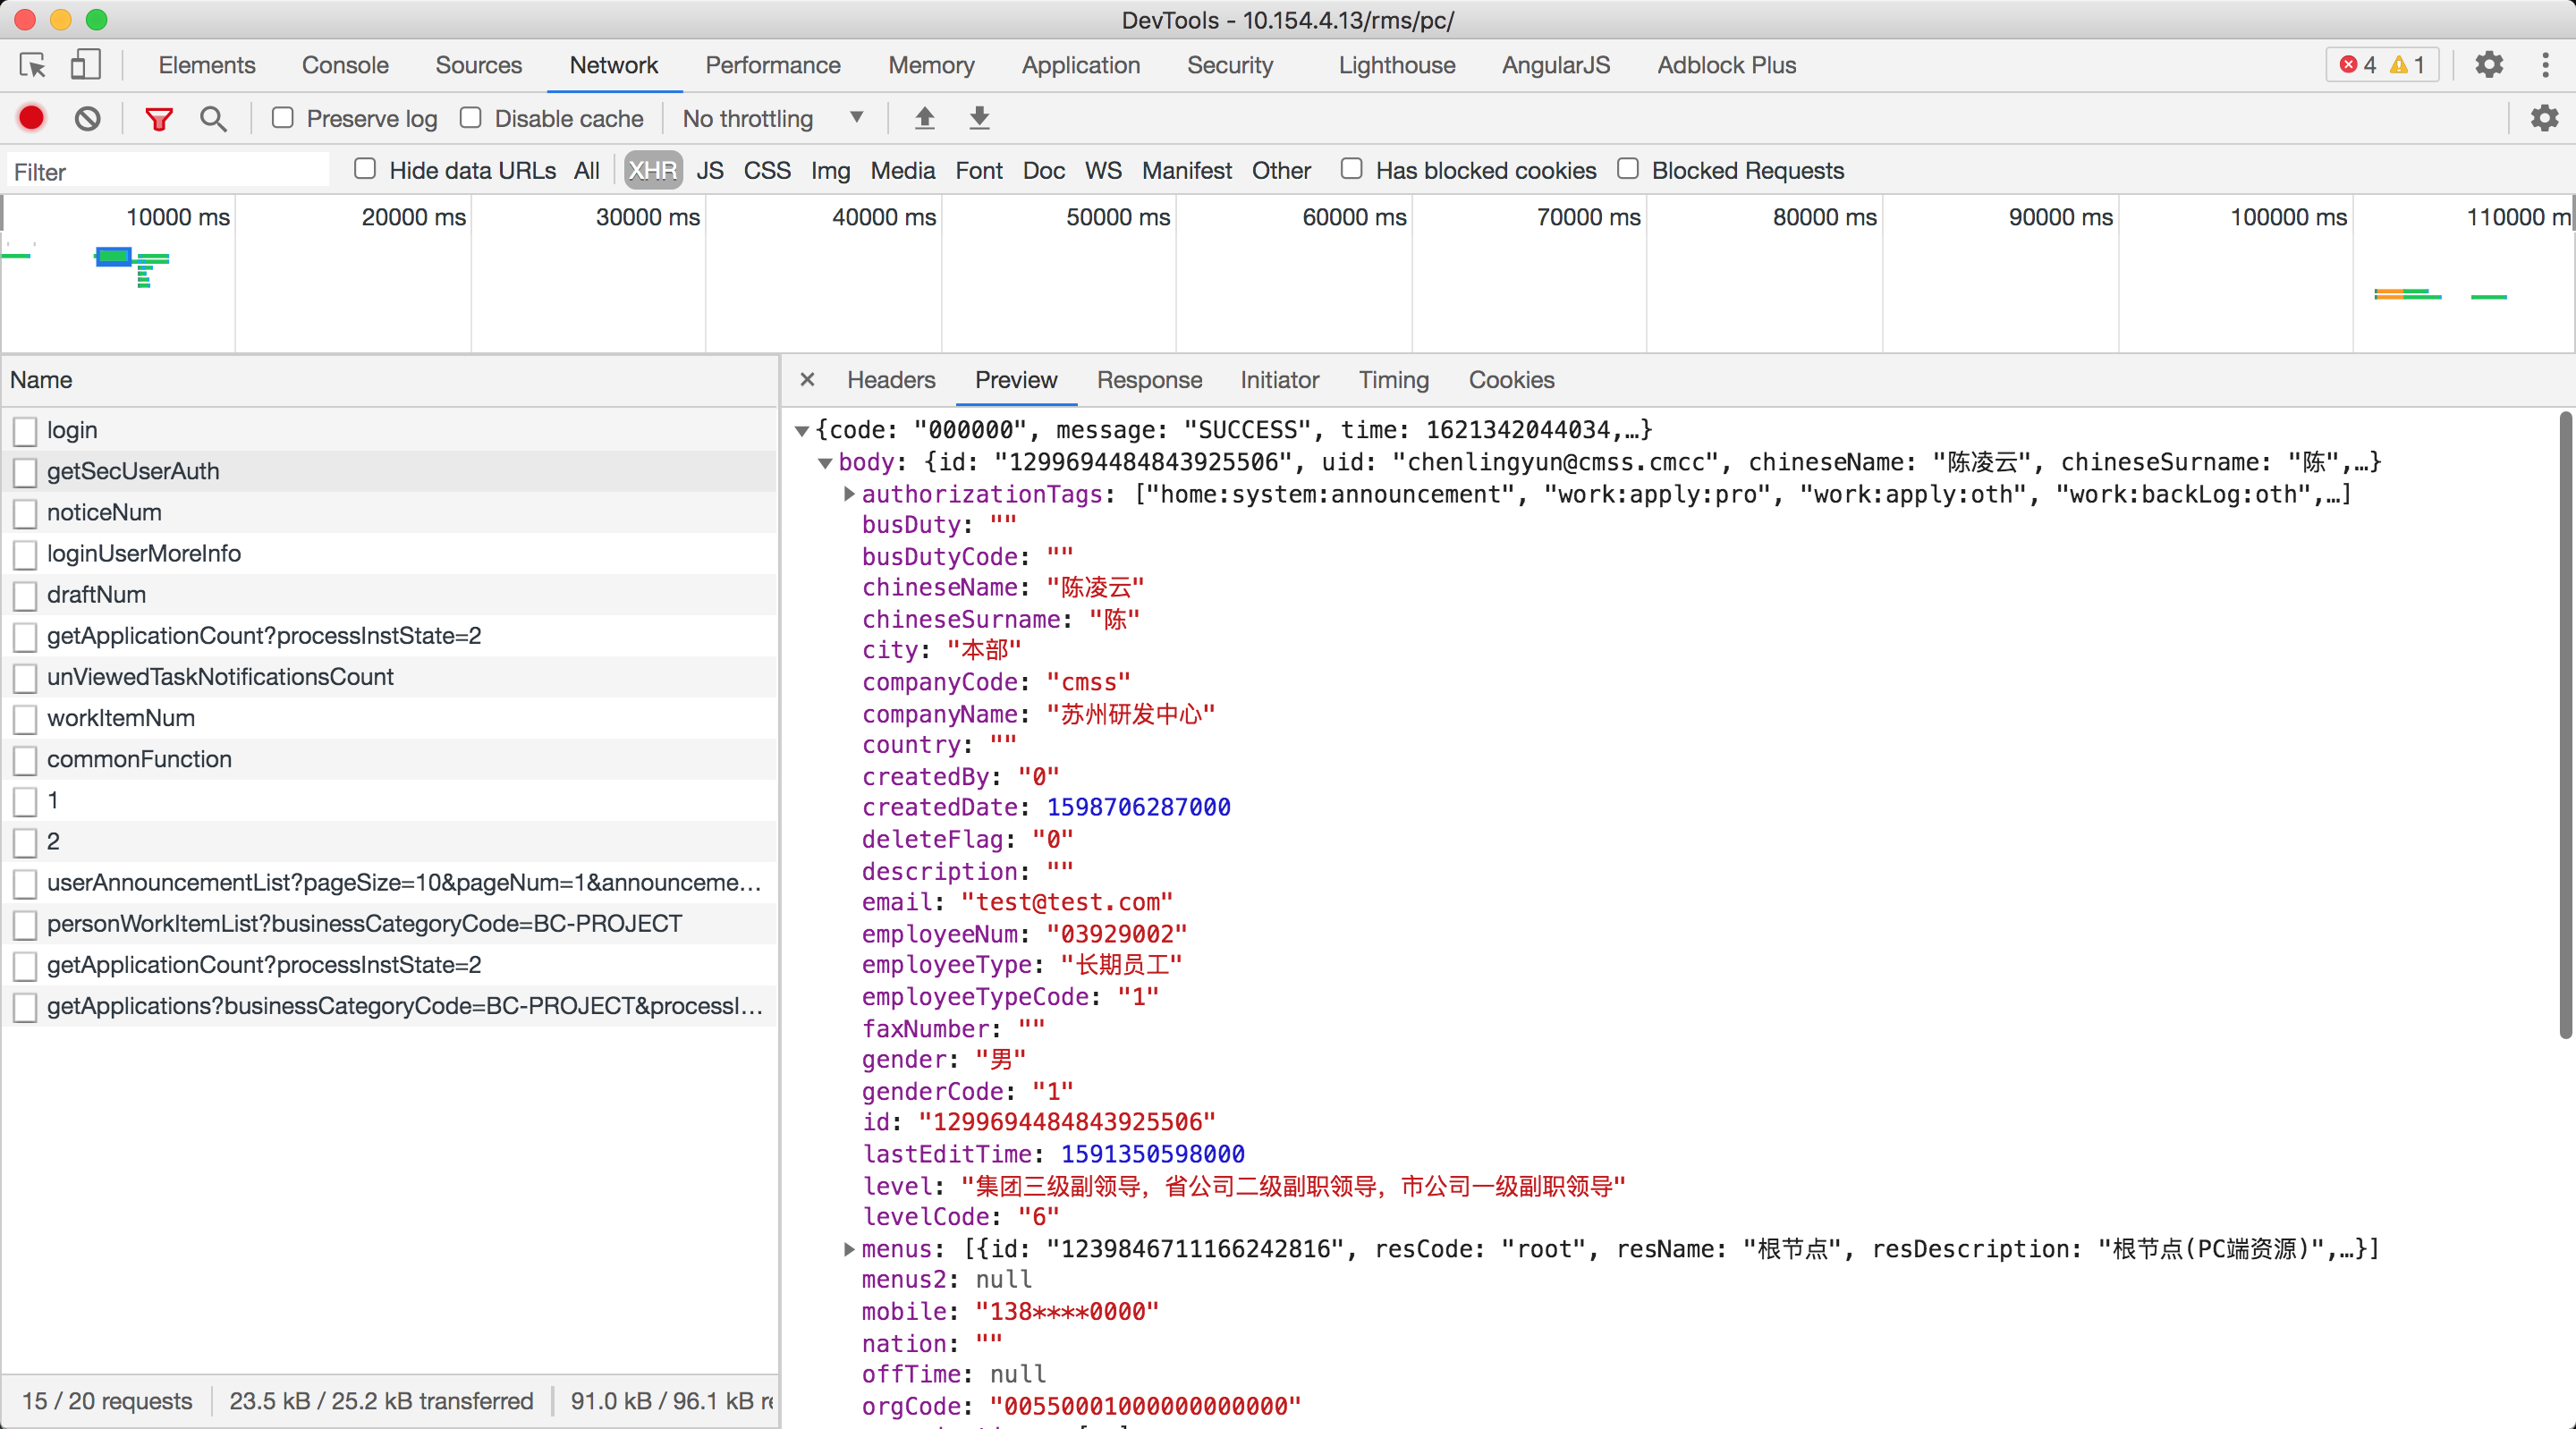 DevTools - 10.154.4.13/rms/pc/
Elements Console Sources Network Performance Memory Application Security Lighthouse AngularJS Adblock Plus 4 1
Preserve log Disable cache No throttling
Filter Hide data URLs All XHR JS CSS Img Media Font Doc WS Manifest Other Has blocked cookies Blocked Requests
10000 ms 20000 ms 30000 ms 40000 ms 50000 ms 60000 ms 70000 ms 80000 ms 90000 ms 100000 ms 110000 m
Name
login
getSecUserAuth
noticeNum
loginUserMoreInfo
draftNum
getApplicationCount?processInstState=2
unViewedTaskNotificationsCount
workItemNum
commonFunction
1
2
userAnnouncementList?pageSize=10&pageNum=1&announceme…
personWorkItemList?businessCategoryCode=BC-PROJECT
getApplicationCount?processInstState=2
getApplications?businessCategoryCode=BC-PROJECT&processI…
15 / 20 requests 23.5 kB / 25.2 kB transferred 91.0 kB / 96.1 kB re
× Headers Preview Response Initiator Timing Cookies
{code: "000000", message: "SUCCESS", time: 1621342044034,…}
body: {id: "1299694484843925506", uid: "chenlingyun@cmss.cmcc", chineseName: "陈凌云", chineseSurname: "陈",…}
authorizationTags: ["home:system:announcement", "work:apply:pro", "work:apply:oth", "work:backLog:oth",…]
busDuty: ""
busDutyCode: ""
chineseName: "陈凌云"
chineseSurname: "陈"
city: "本部"
companyCode: "cmss"
companyName: "苏州研发中心"
country: ""
createdBy: "0"
createdDate: 1598706287000
deleteFlag: "0"
description: ""
email: "test@test.com"
employeeNum: "03929002"
employeeType: "长期员工"
employeeTypeCode: "1"
faxNumber: ""
gender: "男"
genderCode: "1"
id: "1299694484843925506"
lastEditTime: 1591350598000
level: "集团三级副领导，省公司二级副职领导，市公司一级副职领导"
levelCode: "6"
menus: [{id: "1239846711166242816", resCode: "root", resName: "根节点", resDescription: "根节点(PC端资源)",…}]
menus2: null
mobile: "138****0000"
nation: ""
offTime: null
orgCode: "00550001000000000000"